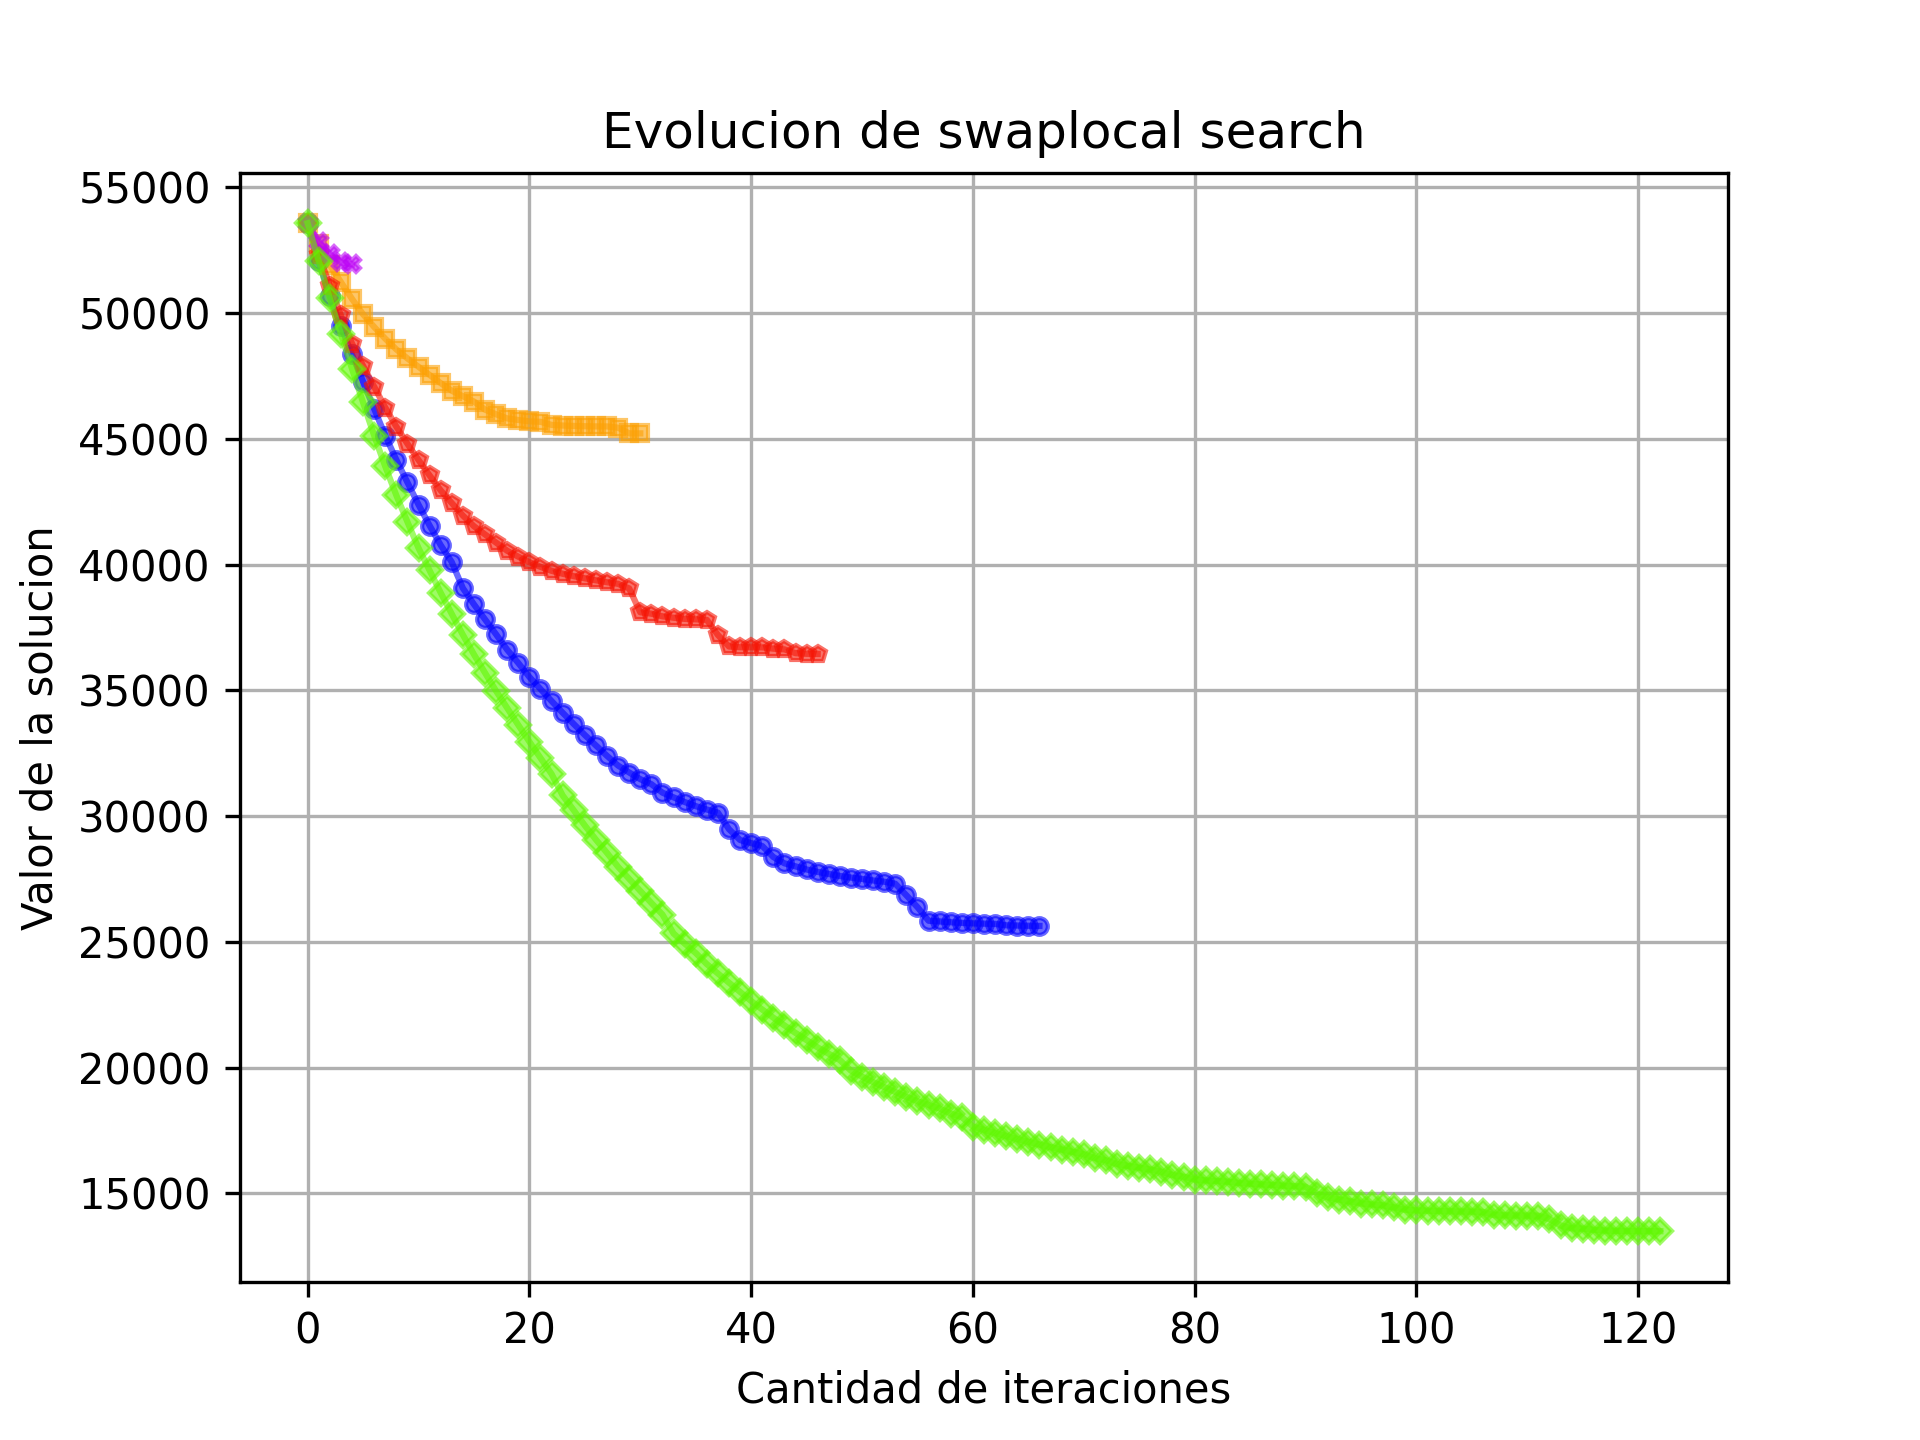 Evolucion de swaplocal search
55000
50000
45000
40000
35000
30000
25000
20000
15000
Valor de la solucion
0 20 40 60 80 100 120
Cantidad de iteraciones